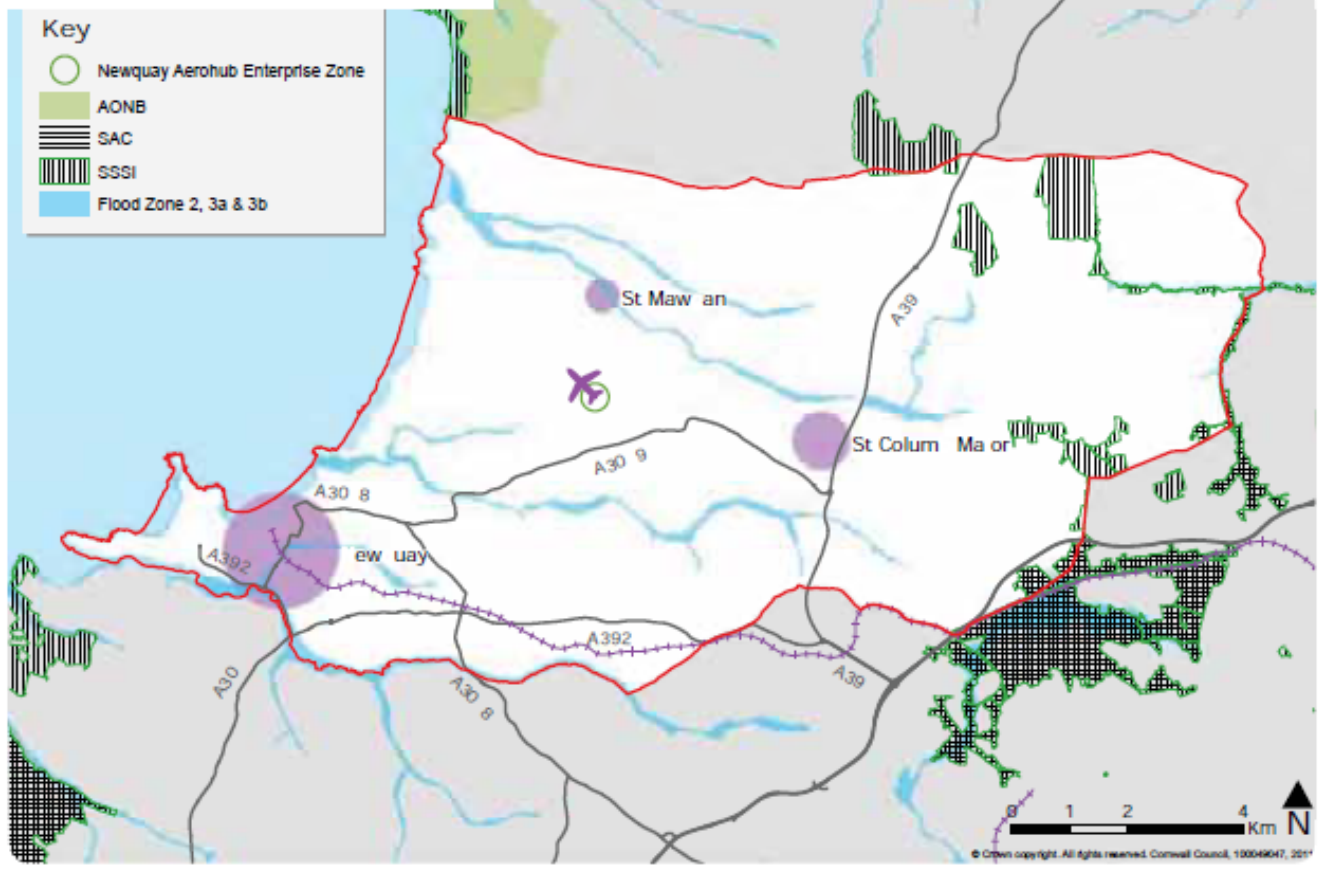 Key
Newquay Aerohub Enterprise Zone
AONB
SAC
SSSI
Flood Zone 2, 3a & 3b
St Maw an
A39
St Colum Ma or
A30 9
A30 8
A392
ew uay
A392
A30
A30 8
A39
0 1 2 4
Km N
© Crown copyright. All rights reserved. Cornwall Council, 100049047, 201